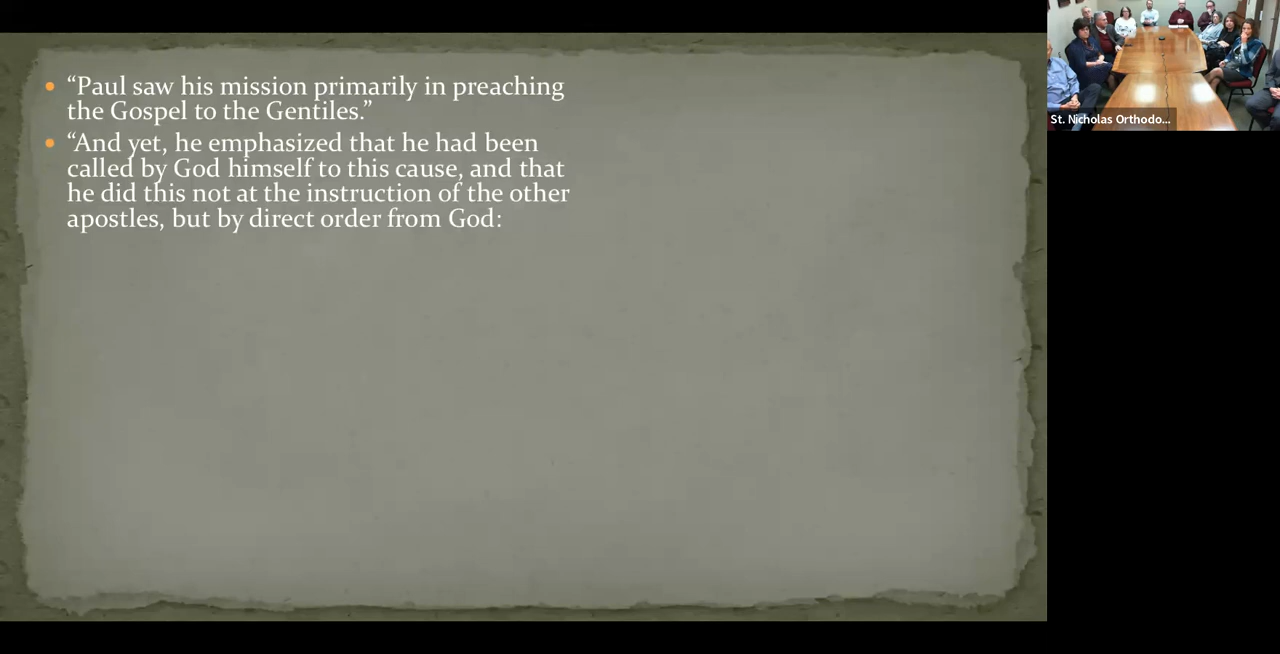 “Paul saw his mission primarily in preaching
the Gospel to the Gentiles.”
“And yet, he emphasized that he had been
called by God himself to this cause, and that
he did this not at the instruction of the other
apostles, but by direct order from God:
St. Nicholas Orthodo...